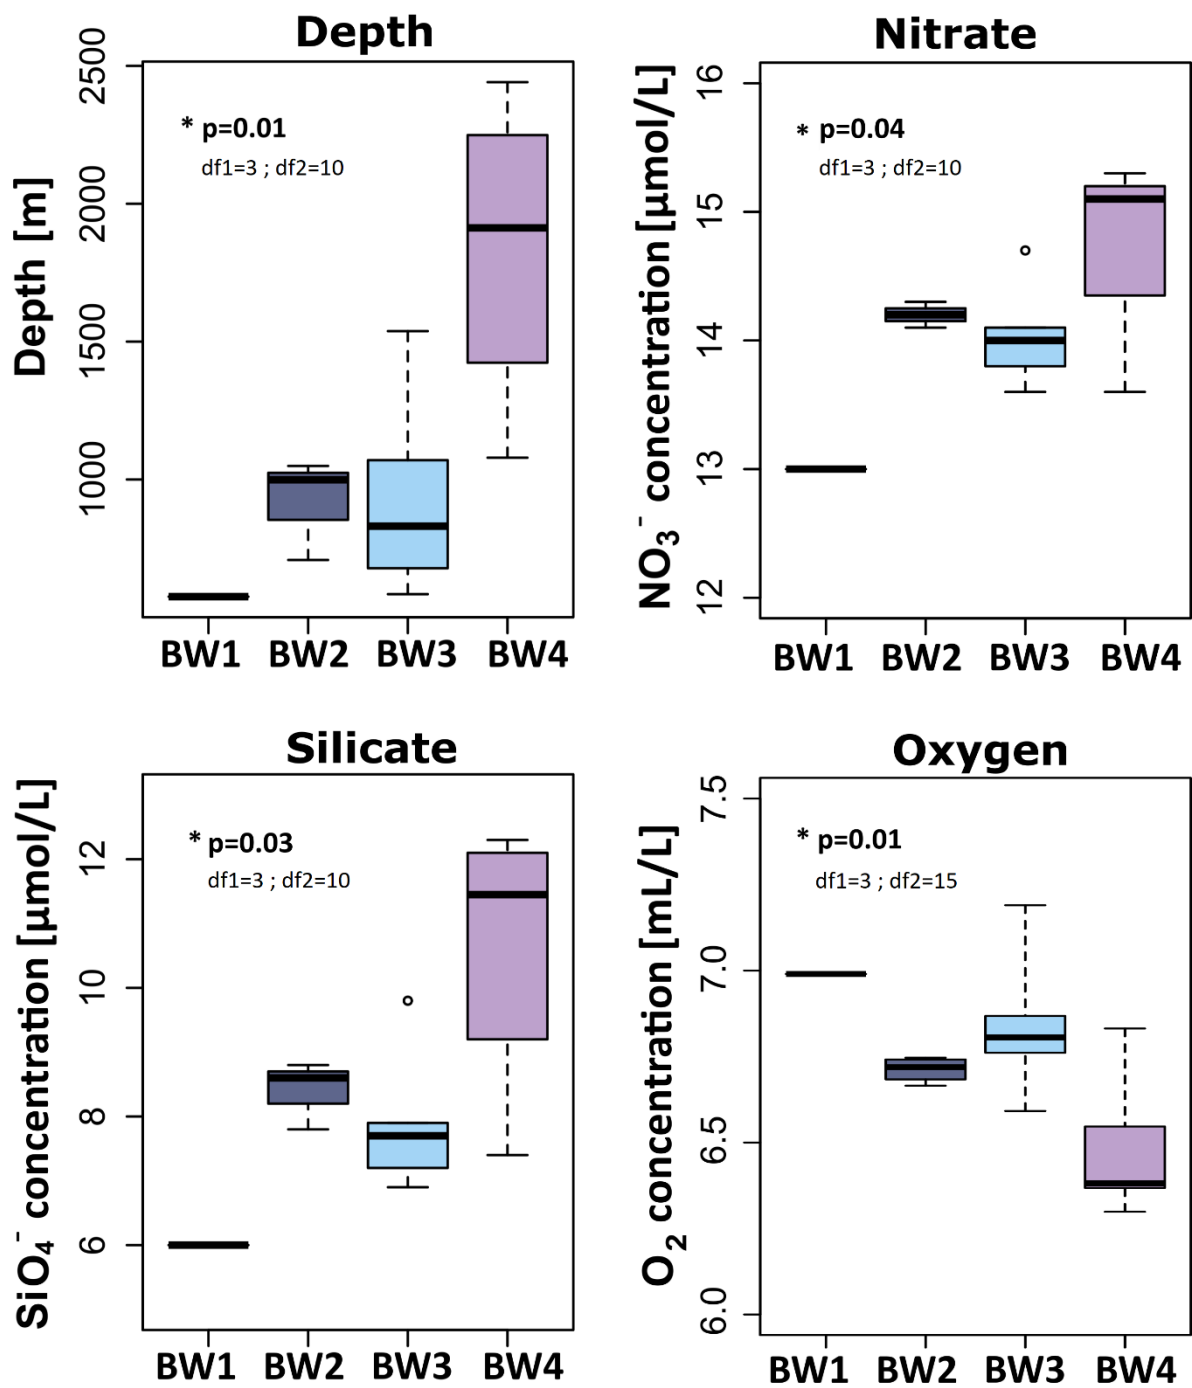 Depth
Depth [m]
2500
2000
1500
1000
* p=0.01
df1=3 ; df2=10
BW1 BW2 BW3 BW4
Nitrate
NO₃⁻ concentration [µmol/L]
16
15
14
13
12
* p=0.04
df1=3 ; df2=10
BW1 BW2 BW3 BW4
Silicate
SiO₄⁻ concentration [µmol/L]
12
10
8
6
* p=0.03
df1=3 ; df2=10
BW1 BW2 BW3 BW4
Oxygen
O₂ concentration [mL/L]
7.5
7.0
6.5
6.0
* p=0.01
df1=3 ; df2=15
BW1 BW2 BW3 BW4